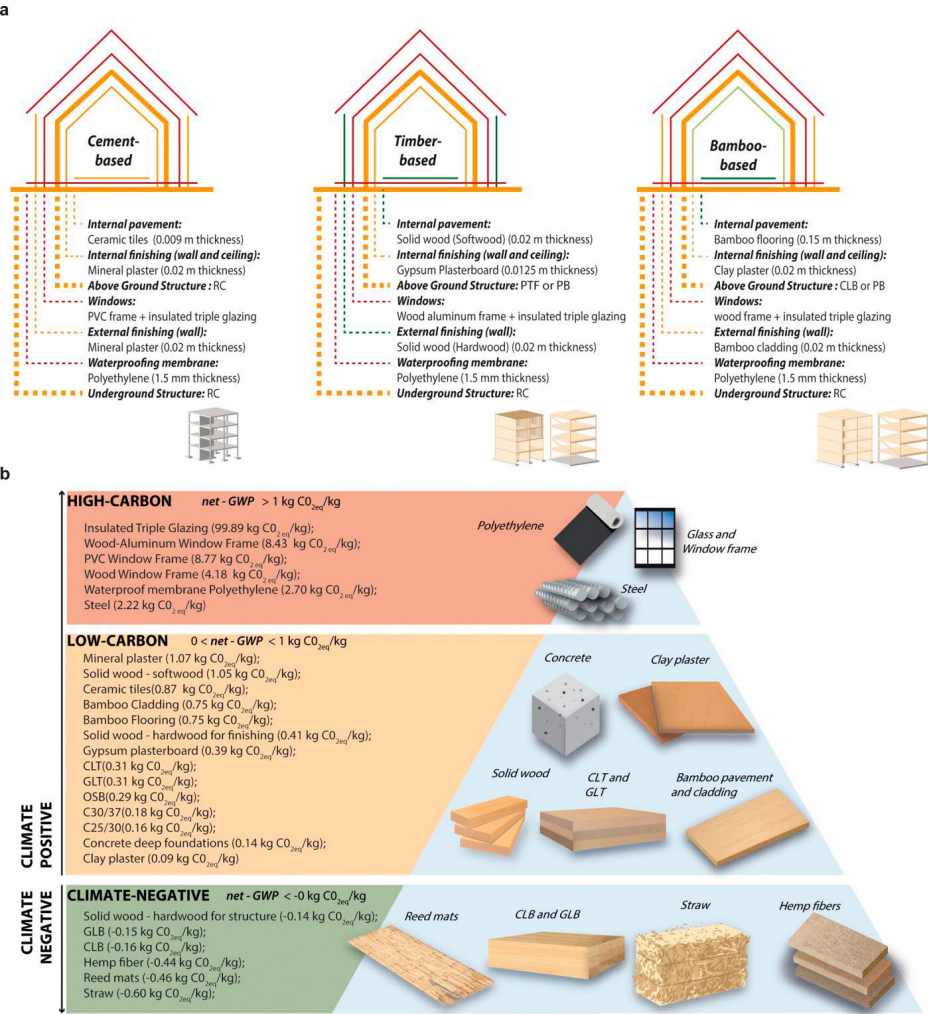 a
Cement-
based
Internal pavement:
Ceramic tiles (0.009 m thickness)
Internal finishing (wall and ceiling):
Mineral plaster (0.02 m thickness)
Above Ground Structure : RC
Windows:
PVC frame + insulated triple glazing
External finishing (wall):
Mineral plaster (0.02 m thickness)
Waterproofing membrane:
Polyethylene (1.5 mm thickness)
Underground Structure: RC
Timber-
based
Internal pavement:
Solid wood (Softwood) (0.02 m thickness)
Internal finishing (wall and ceiling):
Gypsum Plasterboard (0.0125 m thickness)
Above Ground Structure: PTF or PB
Windows:
Wood aluminum frame + insulated triple glazing
External finishing (wall):
Solid wood (Hardwood) (0.02 m thickness)
Waterproofing membrane:
Polyethylene (1.5 mm thickness)
Underground Structure: RC
Bamboo-
based
Internal pavement:
Bamboo flooring (0.15 m thickness)
Internal finishing (wall and ceiling):
Clay plaster (0.02 m thickness)
Above Ground Structure: CLB or PB
Windows:
wood frame + insulated triple glazing
External finishing (wall):
Bamboo cladding (0.02 m thickness)
Waterproofing membrane:
Polyethylene (1.5 mm thickness)
Underground Structure: RC
b
HIGH-CARBON net - GWP > 1 kg C02eq/kg
Insulated Triple Glazing (99.89 kg C02eq/kg);
Wood-Aluminum Window Frame (8.43 kg C02eq/kg);
PVC Window Frame (8.77 kg C02eq/kg);
Wood Window Frame (4.18 kg C02eq/kg);
Waterproof membrane Polyethylene (2.70 kg C02eq/kg);
Steel (2.22 kg C02eq/kg)
Polyethylene
Glass and
Window frame
Steel
LOW-CARBON 0 < net - GWP < 1 kg C02eq/kg
Mineral plaster (1.07 kg C02eq/kg);
Solid wood - softwood (1.05 kg C02eq/kg);
Ceramic tiles(0.87 kg C02eq/kg);
Bamboo Cladding (0.75 kg C02eq/kg);
Bamboo Flooring (0.75 kg C02eq/kg);
Solid wood - hardwood for finishing (0.41 kg C02eq/kg);
Gypsum plasterboard (0.39 kg C02eq/kg);
CLT(0.31 kg C02eq/kg);
GLT(0.31 kg C02eq/kg);
OSB(0.29 kg C02eq/kg);
C30/37(0.18 kg C02eq/kg);
C25/30(0.16 kg C02eq/kg);
Concrete deep foundations (0.14 kg C02eq/kg);
Clay plaster (0.09 kg C02eq/kg)
Concrete
Clay plaster
Solid wood
CLT and
GLT
Bamboo pavement
and cladding
CLIMATE
POSITIVE
CLIMATE-NEGATIVE net - GWP < -0 kg C02eq/kg
Solid wood - hardwood for structure (-0.14 kg C02eq/kg);
GLB (-0.15 kg C02eq/kg);
CLB (-0.16 kg C02eq/kg);
Hemp fiber (-0.44 kg C02eq/kg);
Reed mats (-0.46 kg C02eq/kg);
Straw (-0.60 kg C02eq/kg);
Reed mats
CLB and GLB
Straw
Hemp fibers
CLIMATE
NEGATIVE